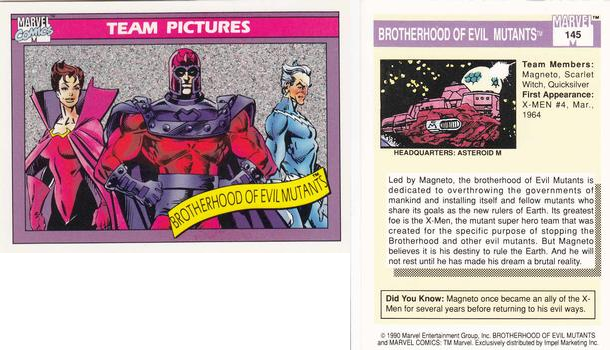 MARVEL
COMICS
TEAM PICTURES
BROTHERHOOD OF EVIL MUTANTS™
BROTHERHOOD OF EVIL MUTANTS™
MARVEL™
145
Team Members:
Magneto, Scarlet
Witch, Quicksilver
First Appearance:
X-MEN #4, Mar.,
1964
HEADQUARTERS: ASTEROID M
Led by Magneto, the brotherhood of Evil Mutants is
dedicated to overthrowing the governments of
mankind and installing itself and fellow mutants who
share its goals as the new rulers of Earth. Its greatest
foe is the X-Men, the mutant super hero team that was
created for the specific purpose of stopping the
Brotherhood and other evil mutants. But Magneto
believes it is his destiny to rule the Earth. And he will
not rest until he has made his dream a brutal reality.
Did You Know: Magneto once became an ally of the X-
Men for several years before returning to his evil ways.
© 1990 Marvel Entertainment Group, Inc. BROTHERHOOD OF EVIL MUTANTS
and MARVEL COMICS: TM Marvel. Exclusively distributed by Impel Marketing Inc.